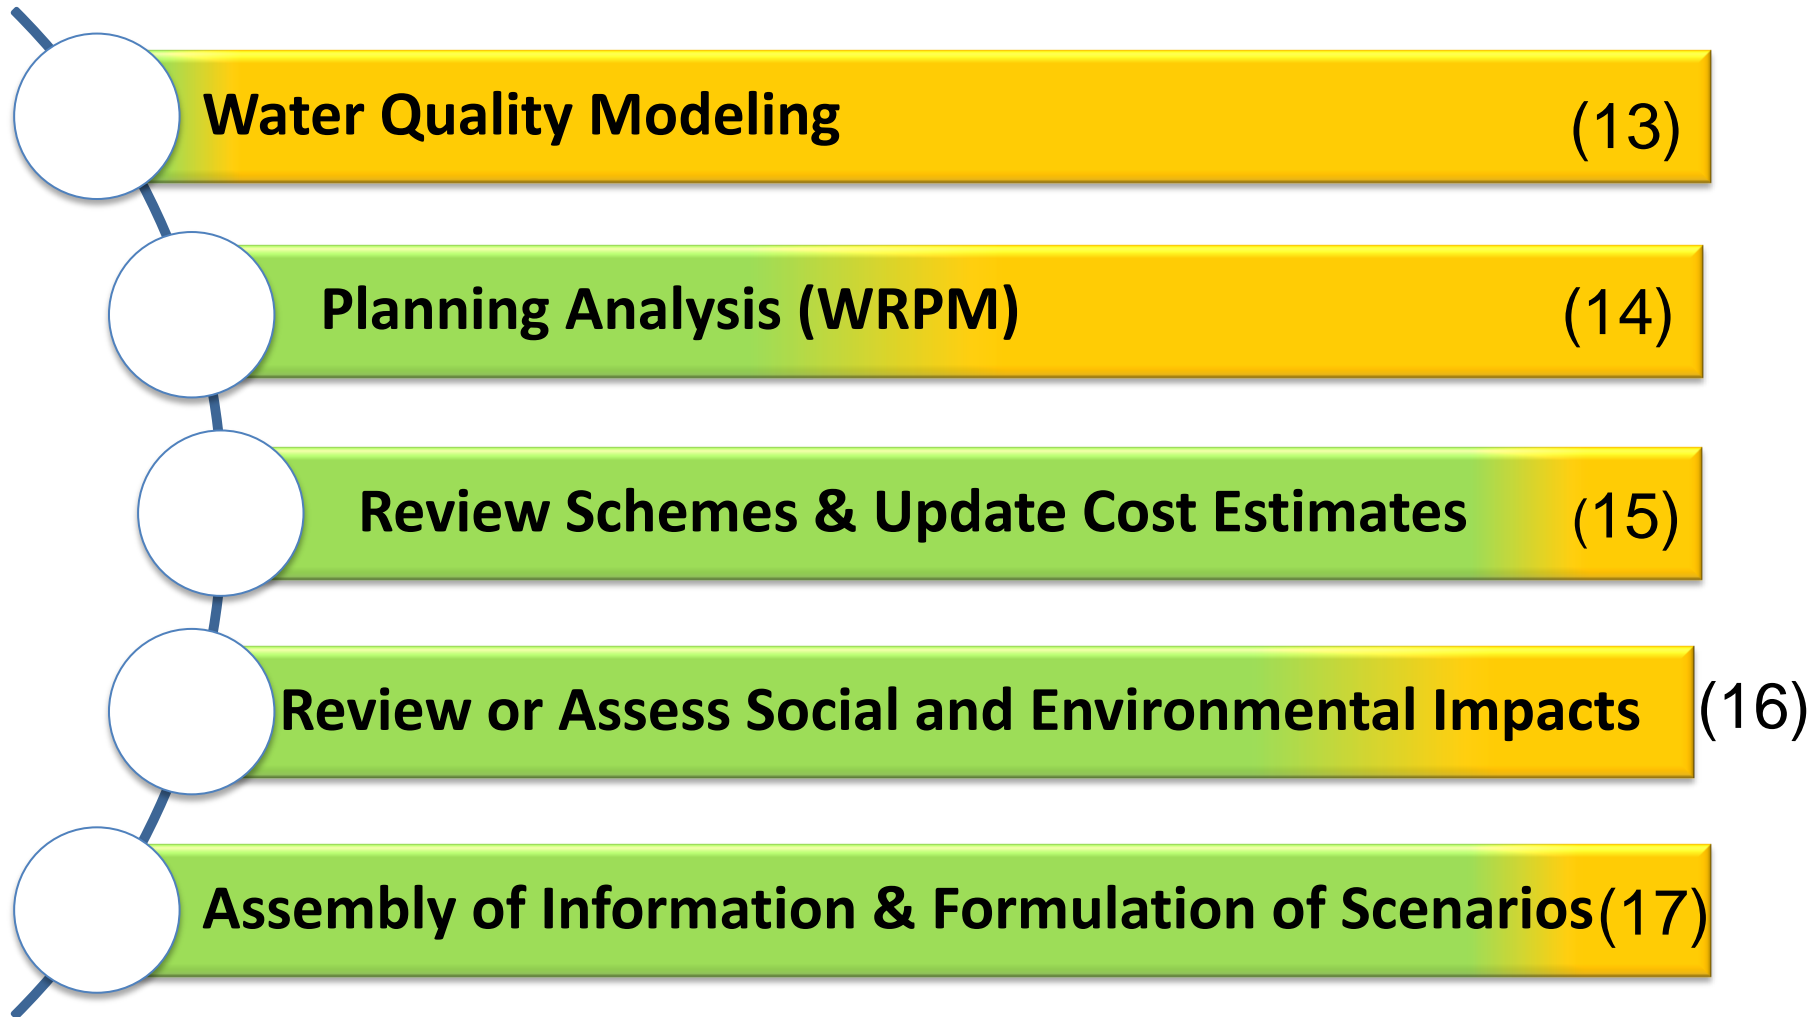 Water Quality Modeling (13)
Planning Analysis (WRPM) (14)
Review Schemes & Update Cost Estimates (15)
Review or Assess Social and Environmental Impacts (16)
Assembly of Information & Formulation of Scenarios (17)